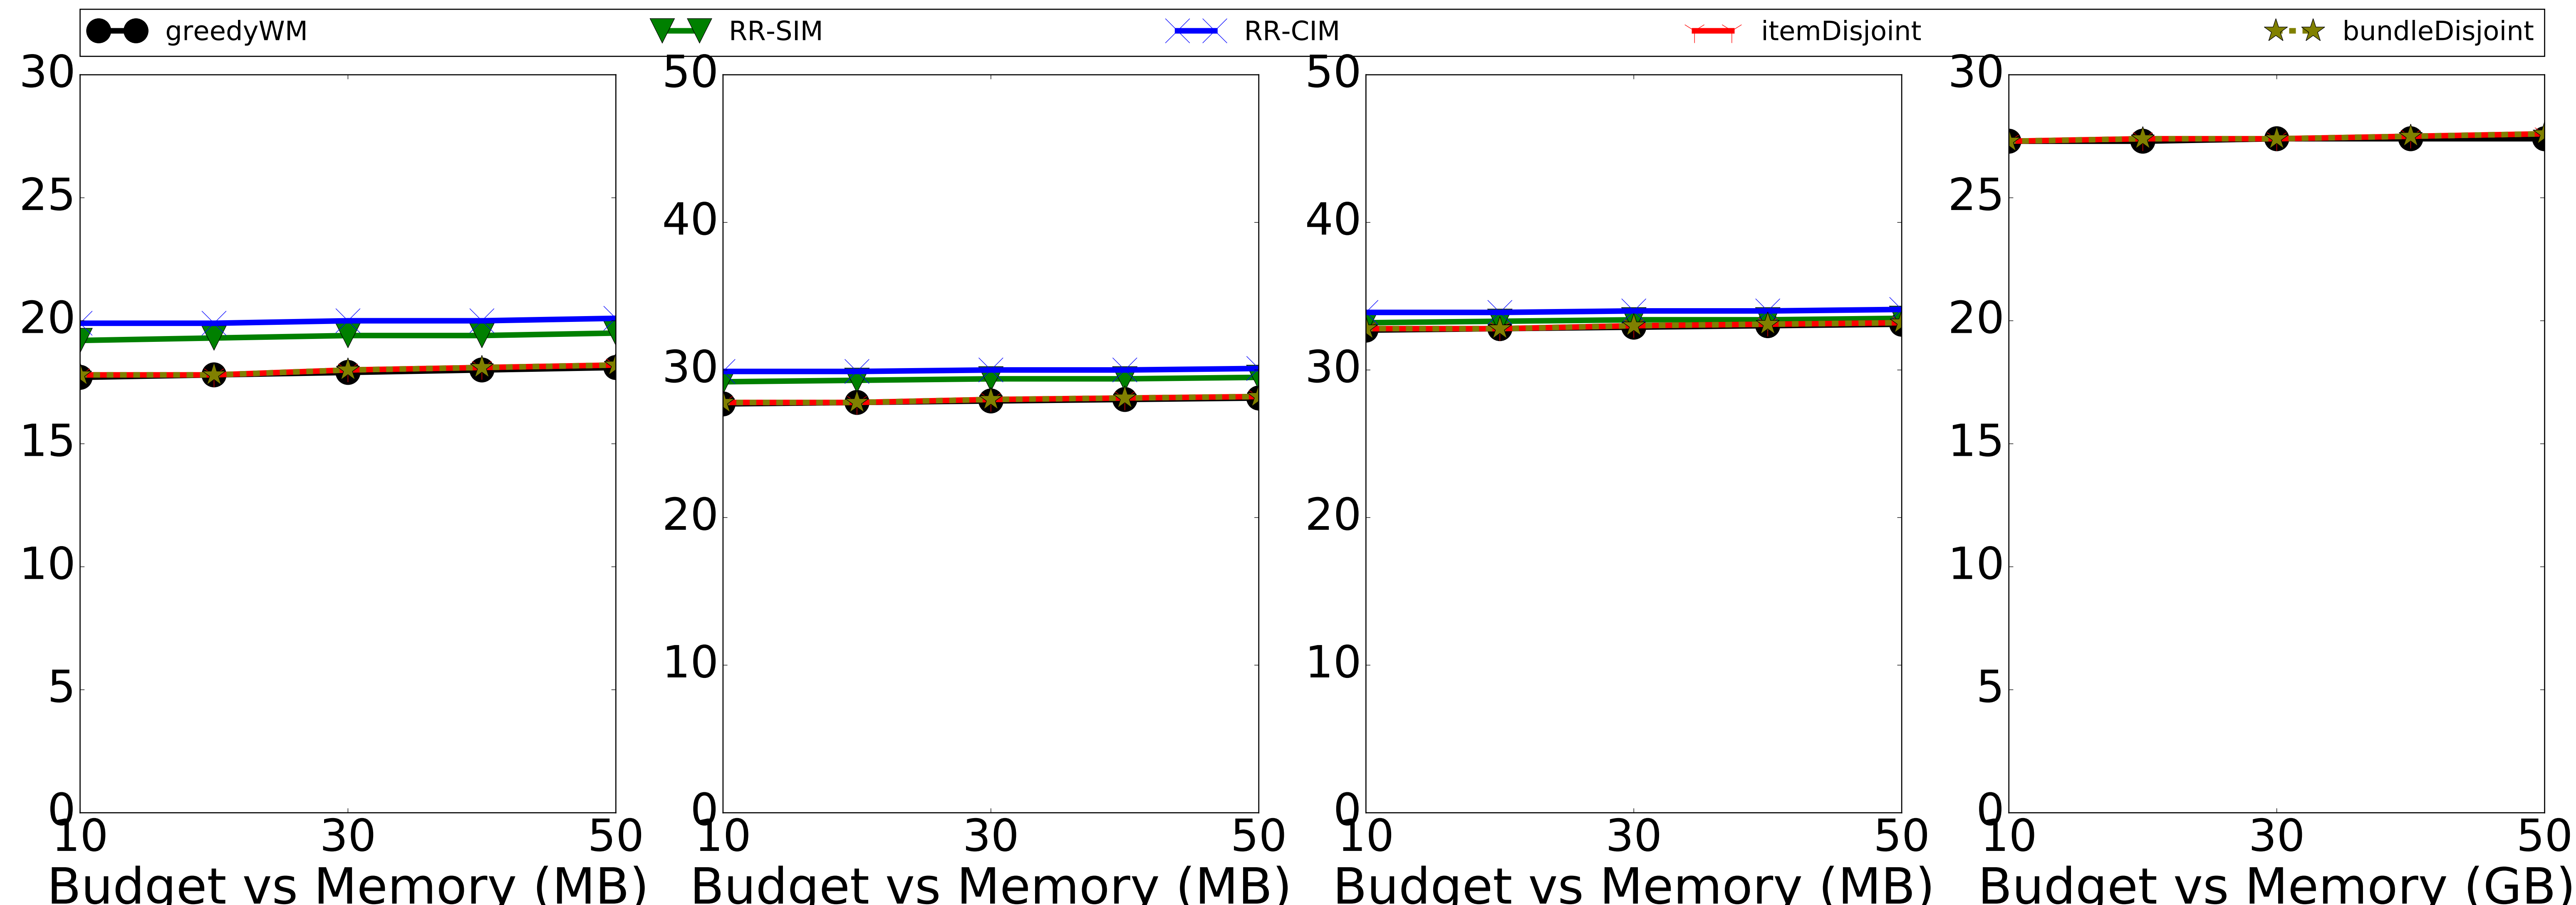 greedyWM RR-SIM RR-CIM itemDisjoint bundleDisjoint
30 50 50 30
25 40 40 25
20 30 30 20
15 20 20 15
10 10 10 10
5 5
0 0 0 0
10 30 50 10 30 50 10 30 50 10 30 50
Budget vs Memory (MB) Budget vs Memory (MB) Budget vs Memory (MB) Budget vs Memory (GB)